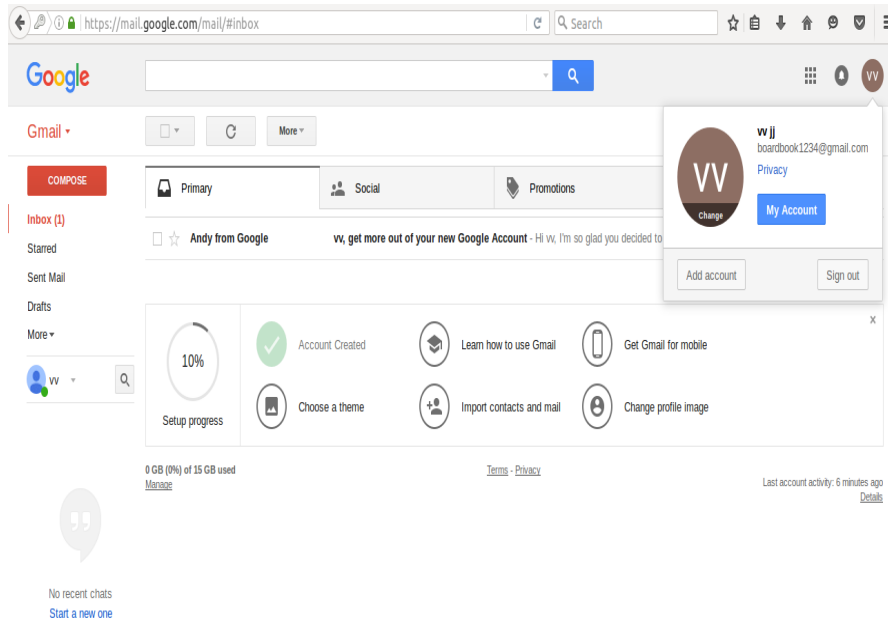 https://mail.google.com/mail/#inbox
Search
Google
VV
Gmail
More
COMPOSE
Primary
Social
Promotions
vv jj
boardbook1234@gmail.com
Privacy
VV
Change
My Account
Add account
Sign out
Inbox (1)
Starred
Sent Mail
Drafts
More
Andy from Google
vv, get more out of your new Google Account - Hi vv, I'm so glad you decided to
10%
Setup progress
Account Created
Learn how to use Gmail
Get Gmail for mobile
Choose a theme
Import contacts and mail
Change profile image
x
vv
0 GB (0%) of 15 GB used
Manage
Terms - Privacy
Last account activity: 6 minutes ago
Details
No recent chats
Start a new one